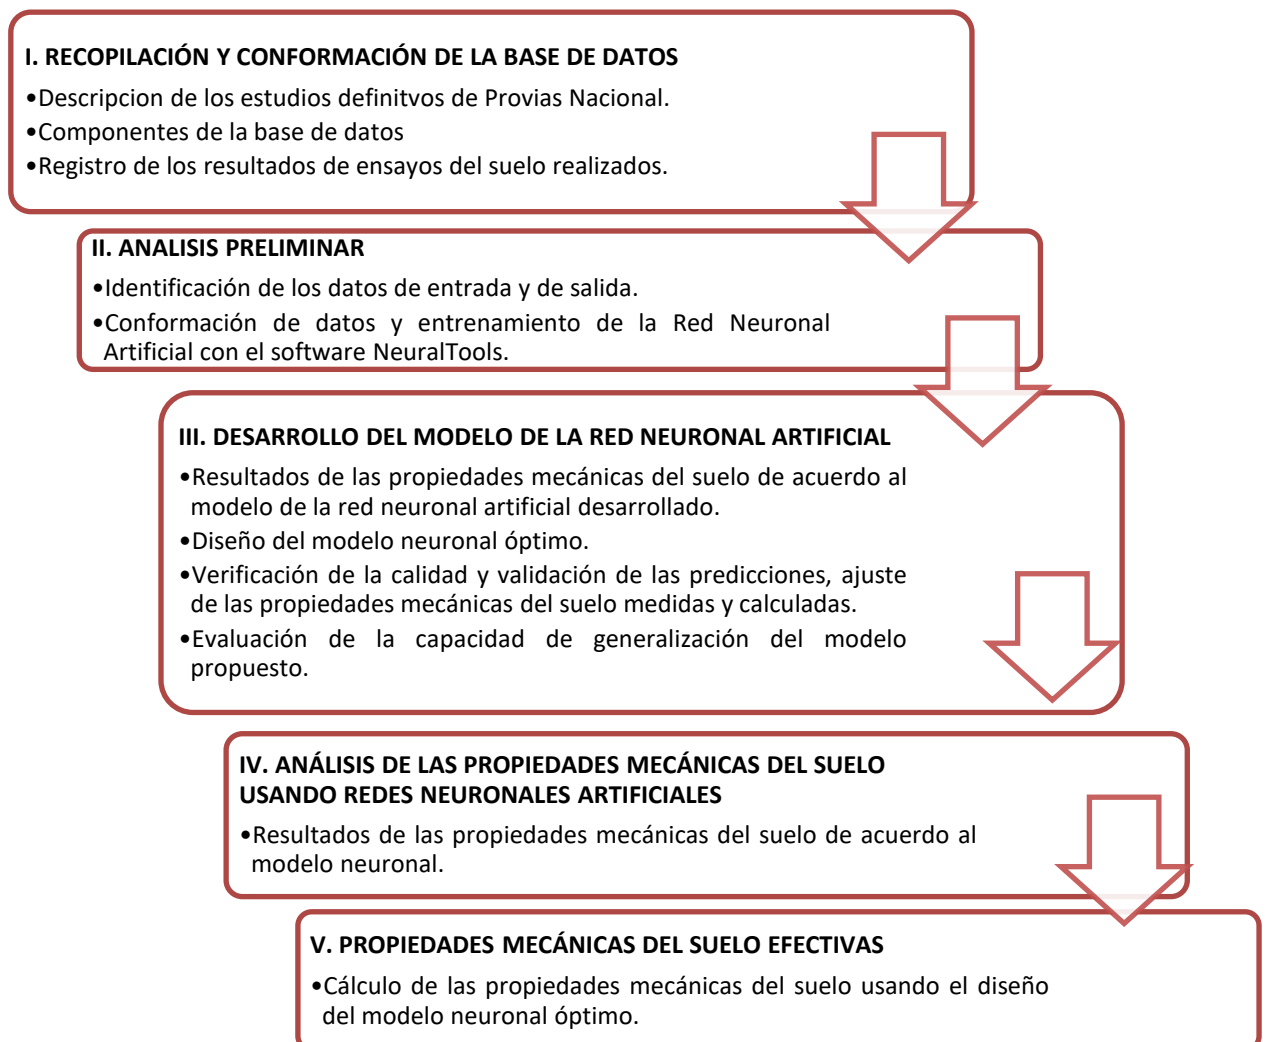 I. RECOPILACIÓN Y CONFORMACIÓN DE LA BASE DE DATOS
•Descripcion de los estudios definitvos de Provias Nacional.
•Componentes de la base de datos
•Registro de los resultados de ensayos del suelo realizados.
II. ANALISIS PRELIMINAR
•Identificación de los datos de entrada y de salida.
•Conformación de datos y entrenamiento de la Red Neuronal
Artificial con el software NeuralTools.
III. DESARROLLO DEL MODELO DE LA RED NEURONAL ARTIFICIAL
•Resultados de las propiedades mecánicas del suelo de acuerdo al
modelo de la red neuronal artificial desarrollado.
•Diseño del modelo neuronal óptimo.
•Verificación de la calidad y validación de las predicciones, ajuste
de las propiedades mecánicas del suelo medidas y calculadas.
•Evaluación de la capacidad de generalización del modelo
propuesto.
IV. ANÁLISIS DE LAS PROPIEDADES MECÁNICAS DEL SUELO
USANDO REDES NEURONALES ARTIFICIALES
•Resultados de las propiedades mecánicas del suelo de acuerdo al
modelo neuronal.
V. PROPIEDADES MECÁNICAS DEL SUELO EFECTIVAS
•Cálculo de las propiedades mecánicas del suelo usando el diseño
del modelo neuronal óptimo.